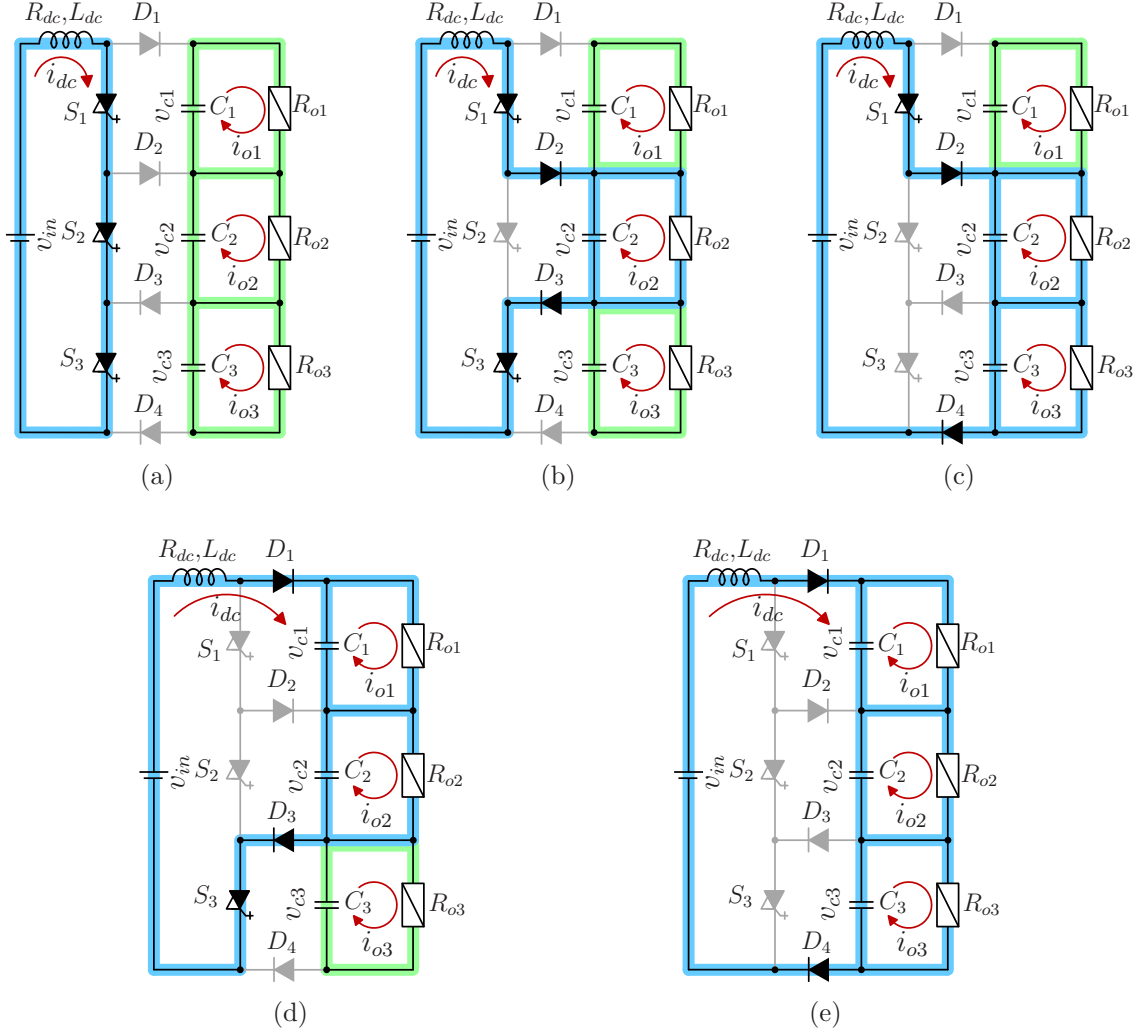 R_{dc},L_{dc} D_1
i_{dc}
S_1 v_{c1} C_1 R_{o1}
i_{o1}
D_2
v_{in} S_2 v_{c2} C_2 R_{o2}
i_{o2}
D_3
S_3 v_{c3} C_3 R_{o3}
i_{o3}
D_4
(a)
R_{dc},L_{dc} D_1
i_{dc}
S_1 v_{c1} C_1 R_{o1}
i_{o1}
D_2
v_{in} S_2 v_{c2} C_2 R_{o2}
i_{o2}
D_3
S_3 v_{c3} C_3 R_{o3}
i_{o3}
D_4
(b)
R_{dc},L_{dc} D_1
i_{dc}
S_1 v_{c1} C_1 R_{o1}
i_{o1}
D_2
v_{in} S_2 v_{c2} C_2 R_{o2}
i_{o2}
D_3
S_3 v_{c3} C_3 R_{o3}
i_{o3}
D_4
(c)
R_{dc},L_{dc} D_1
i_{dc}
S_1 v_{c1} C_1 R_{o1}
i_{o1}
D_2
v_{in} S_2 v_{c2} C_2 R_{o2}
i_{o2}
D_3
S_3 v_{c3} C_3 R_{o3}
i_{o3}
D_4
(d)
R_{dc},L_{dc} D_1
i_{dc}
S_1 v_{c1} C_1 R_{o1}
i_{o1}
D_2
v_{in} S_2 v_{c2} C_2 R_{o2}
i_{o2}
D_3
S_3 v_{c3} C_3 R_{o3}
i_{o3}
D_4
(e)